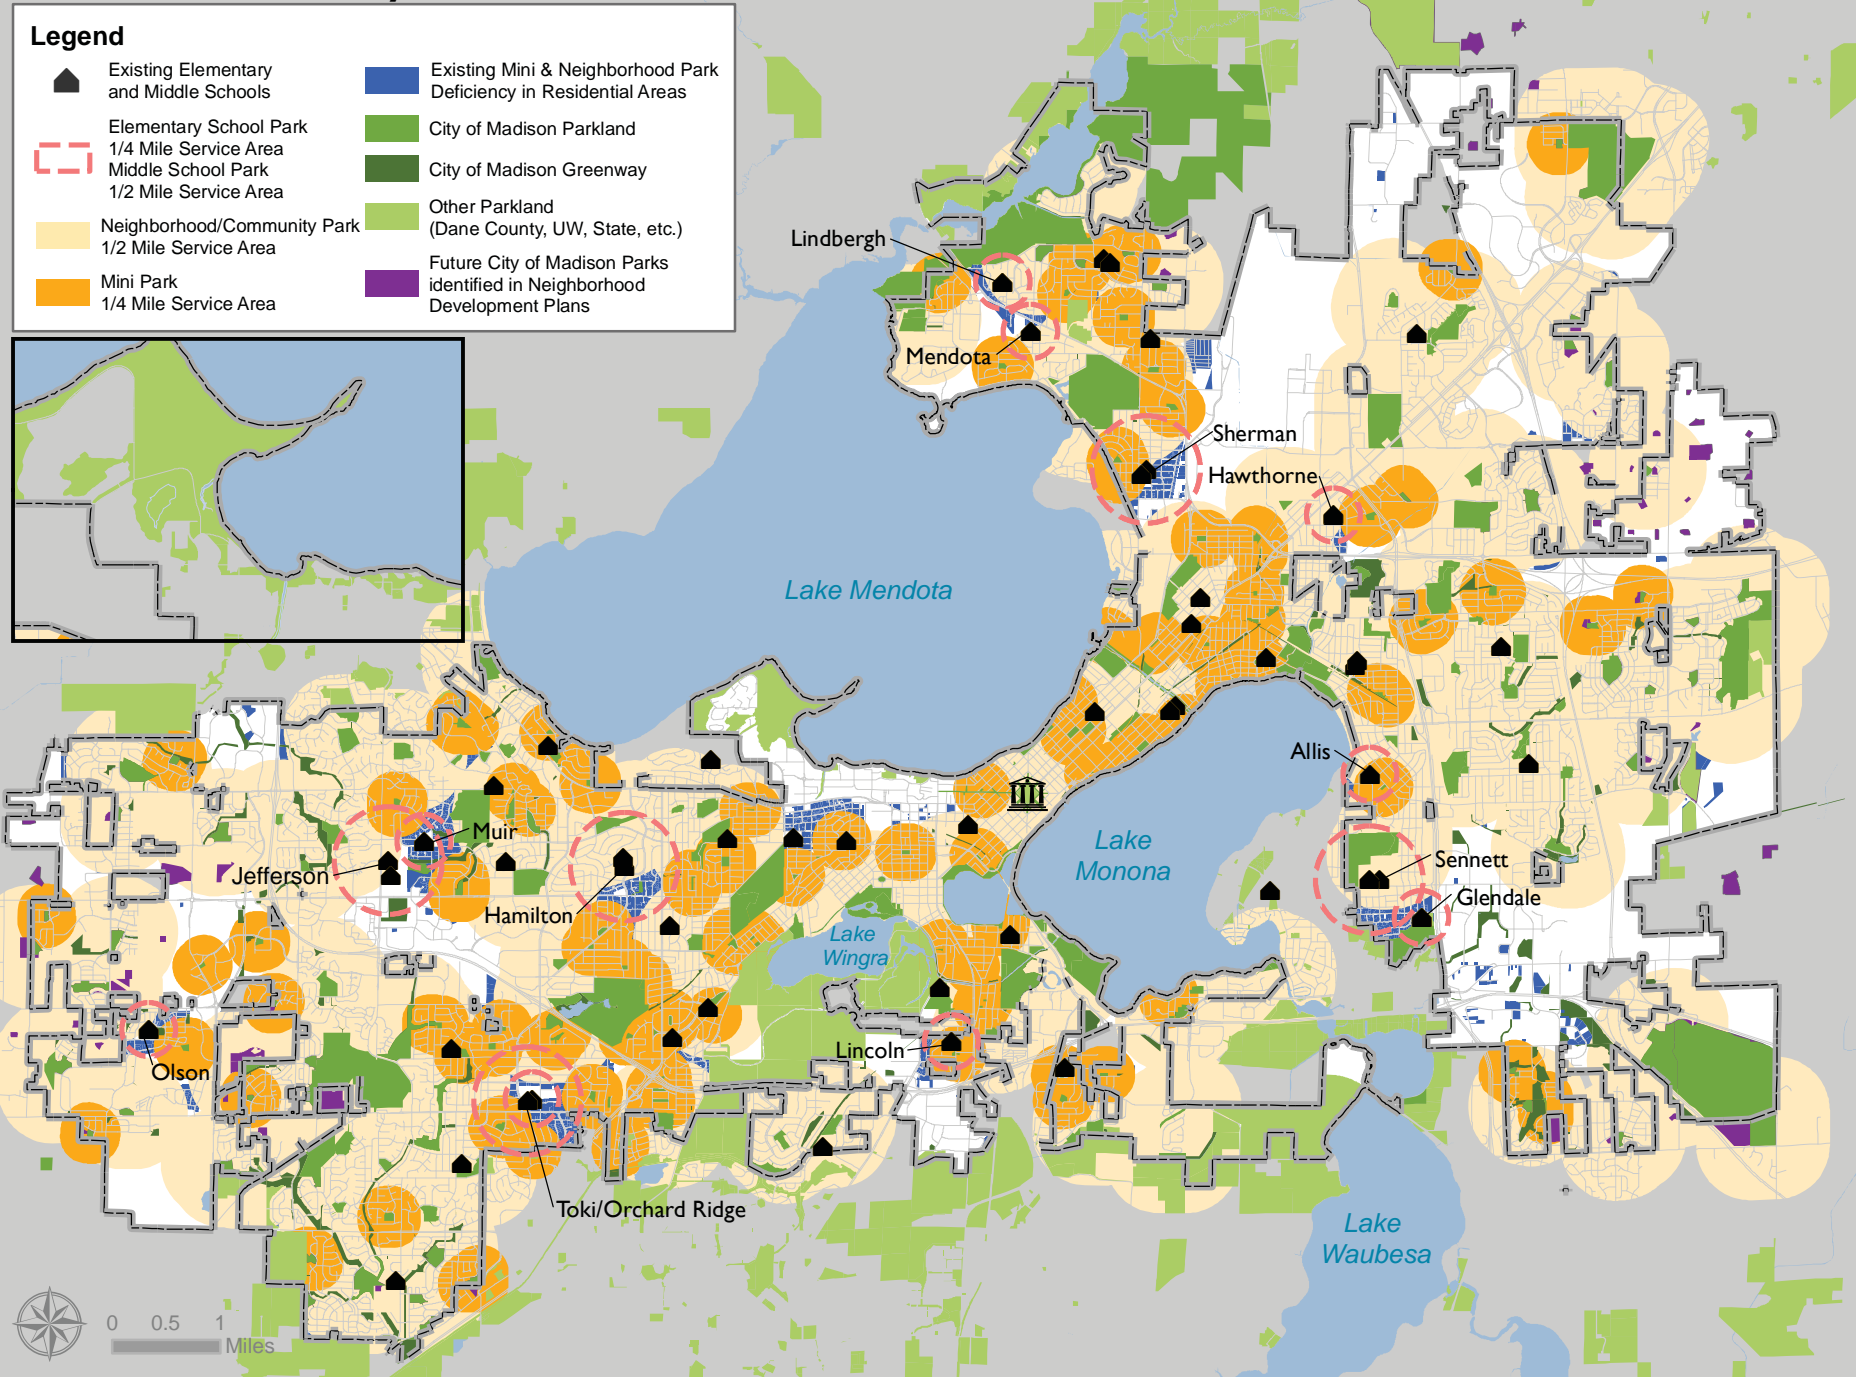 Legend
Existing Elementary
and Middle Schools
Elementary School Park
1/4 Mile Service Area
Middle School Park
1/2 Mile Service Area
Neighborhood/Community Park
1/2 Mile Service Area
Mini Park
1/4 Mile Service Area
Existing Mini & Neighborhood Park
Deficiency in Residential Areas
City of Madison Parkland
City of Madison Greenway
Other Parkland
(Dane County, UW, State, etc.)
Future City of Madison Parks
identified in Neighborhood
Development Plans
Lindbergh
Mendota
Sherman
Hawthorne
Lake Mendota
Allis
Muir
Lake
Monona
Sennett
Jefferson
Glendale
Hamilton
Lake
Wingra
Lincoln
Olson
Toki/Orchard Ridge
Lake
Waubesa
0 0.5 1
Miles